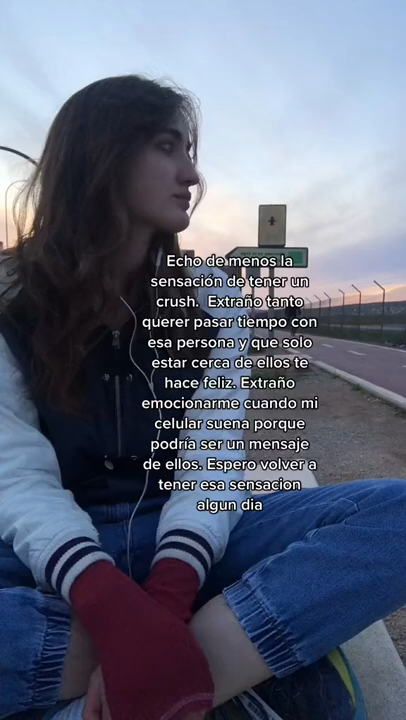 Echo de menos la
sensación de tener un
crush. Extraño tanto
querer pasar tiempo con
esa persona y que solo
estar cerca de ellos te
hace feliz. Extraño
emocionarme cuando mi
celular suena porque
podría ser un mensaje
de ellos. Espero volver a
tener esa sensacion
algun dia